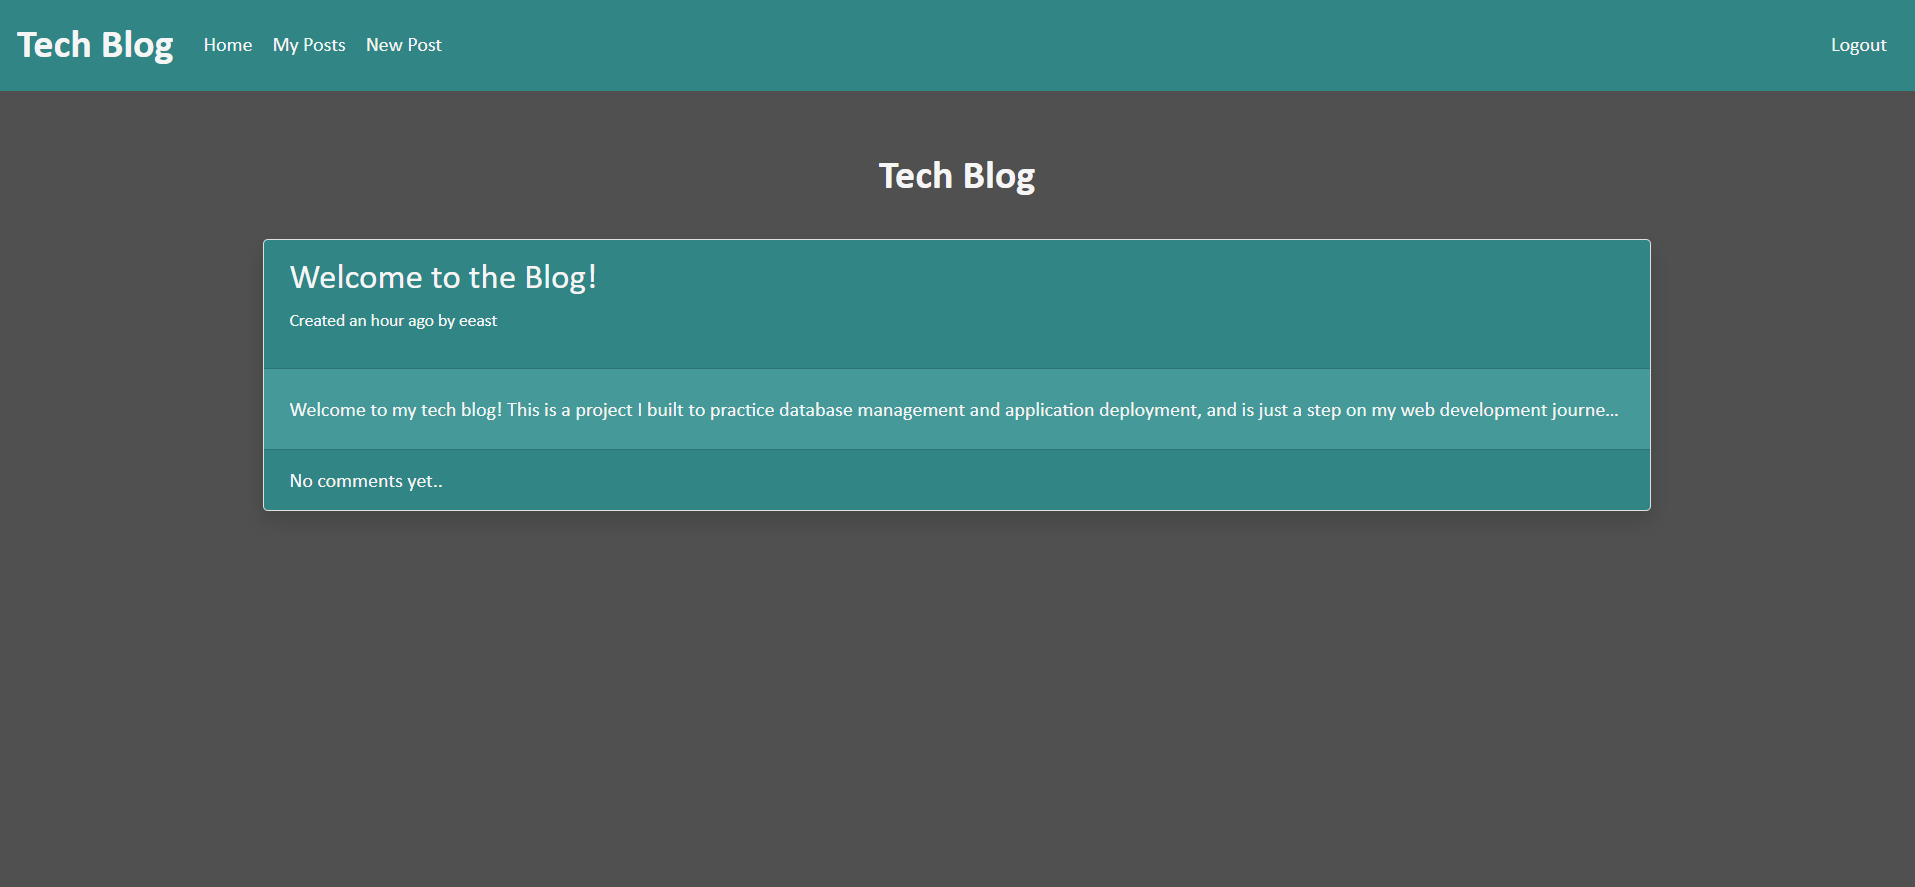 Tech Blog Home My Posts New Post Logout
Tech Blog
Welcome to the Blog!
Created an hour ago by eeast
Welcome to my tech blog! This is a project I built to practice database management and application deployment, and is just a step on my web development journe...
No comments yet..